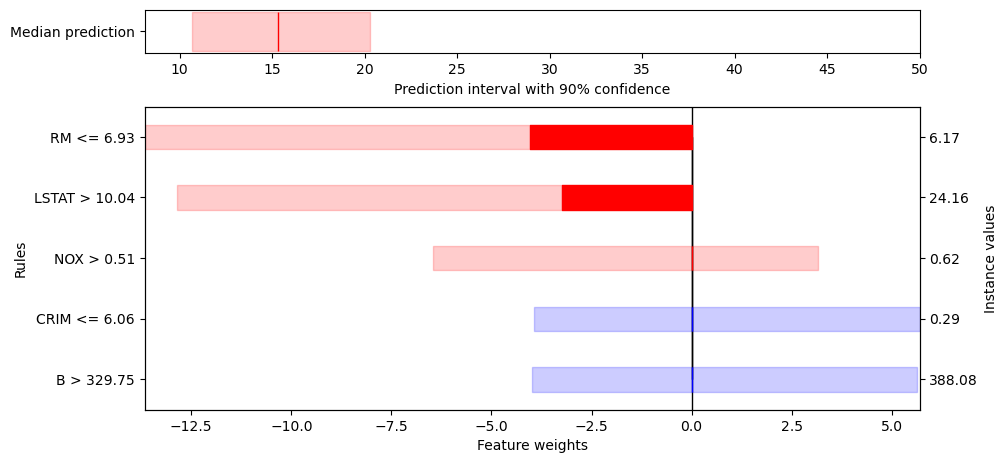 Median prediction
10 15 20 25 30 35 40 45 50
Prediction interval with 90% confidence
RM <= 6.93 6.17
LSTAT > 10.04 24.16
NOX > 0.51 0.62
CRIM <= 6.06 0.29
B > 329.75 388.08
Rules
Instance values
−12.5 −10.0 −7.5 −5.0 −2.5 0.0 2.5 5.0
Feature weights